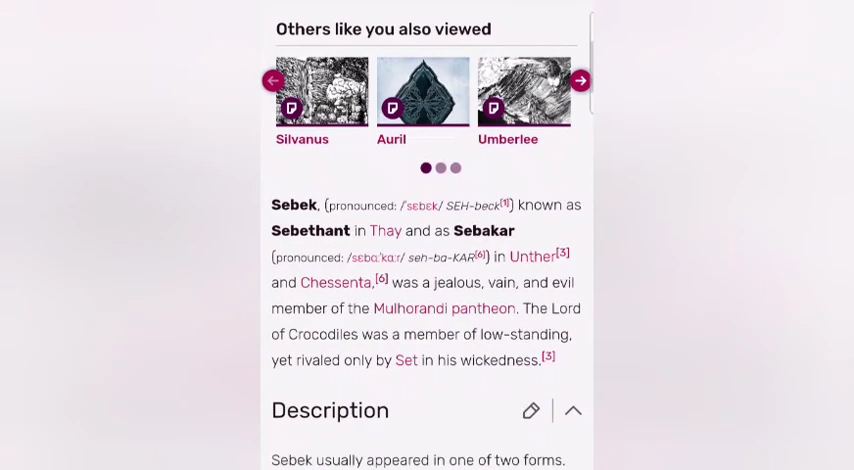 Others like you also viewed
Silvanus
Auril
Umberlee
Sebek, (pronounced: /ˈsɛbɛk/ SEH-beck[1]) known as
Sebethant in Thay and as Sebakar
(pronounced: /sɛbɑːˈkɑːr/ seh-ba-KAR[6]) in Unther[3]
and Chessenta,[6] was a jealous, vain, and evil
member of the Mulhorandi pantheon. The Lord
of Crocodiles was a member of low-standing,
yet rivaled only by Set in his wickedness.[3]
Description
Sebek usually appeared in one of two forms.